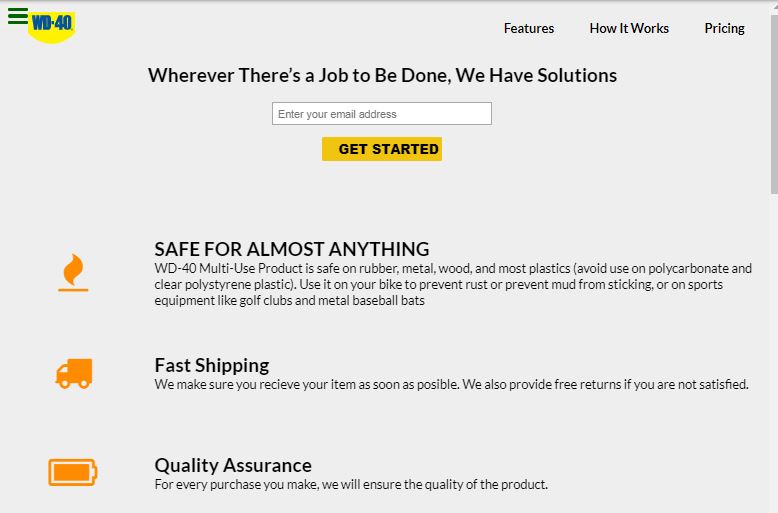 WD-40
Features How It Works Pricing
Wherever There's a Job to Be Done, We Have Solutions
Enter your email address
GET STARTED
SAFE FOR ALMOST ANYTHING
WD-40 Multi-Use Product is safe on rubber, metal, wood, and most plastics (avoid use on polycarbonate and
clear polystyrene plastic). Use it on your bike to prevent rust or prevent mud from sticking, or on sports
equipment like golf clubs and metal baseball bats
Fast Shipping
We make sure you recieve your item as soon as posible. We also provide free returns if you are not satisfied.
Quality Assurance
For every purchase you make, we will ensure the quality of the product.